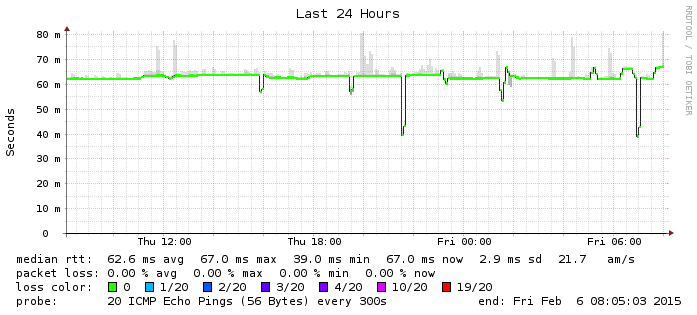 Last 24 Hours
RRDTOOL / TOBI OETIKER
Seconds
80 m
70 m
60 m
50 m
40 m
30 m
20 m
10 m
0
Thu 12:00 Thu 18:00 Fri 00:00 Fri 06:00
median rtt: 62.6 ms avg 67.0 ms max 39.0 ms min 67.0 ms now 2.9 ms sd 21.7 am/s
packet loss: 0.00 % avg 0.00 % max 0.00 % min 0.00 % now
loss color: 0 1/20 2/20 3/20 4/20 10/20 19/20
probe: 20 ICMP Echo Pings (56 Bytes) every 300s end: Fri Feb 6 08:05:03 2015